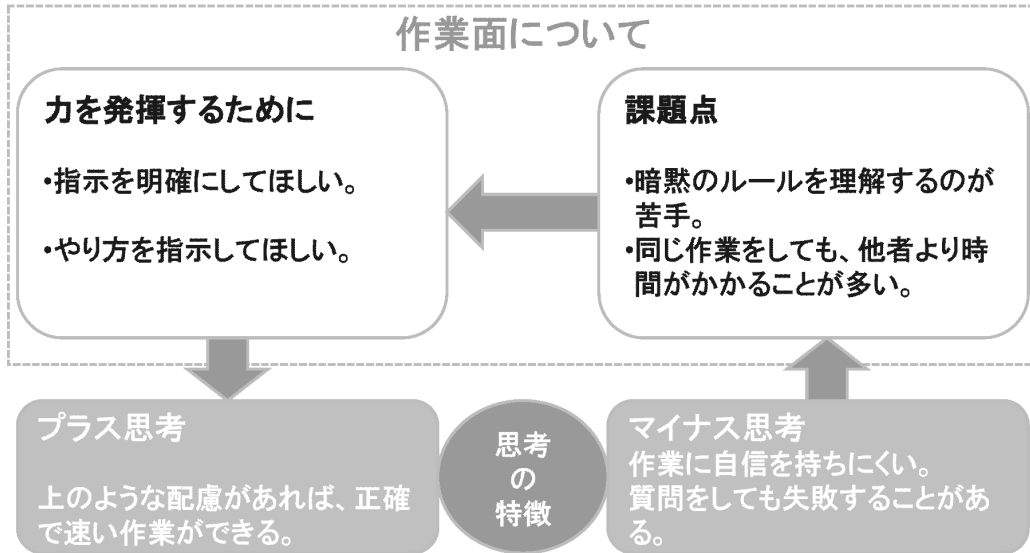 作業面について
力を発揮するために
・指示を明確にしてほしい。
・やり方を指示してほしい。
課題点
・暗黙のルールを理解するのが
苦手。
・同じ作業をしても、他者より時
間がかかることが多い。
プラス思考
上のような配慮があれば、正確
で速い作業ができる。
思考
の
特徴
マイナス思考
作業に自信を持ちにくい。
質問をしても失敗することがあ
る。